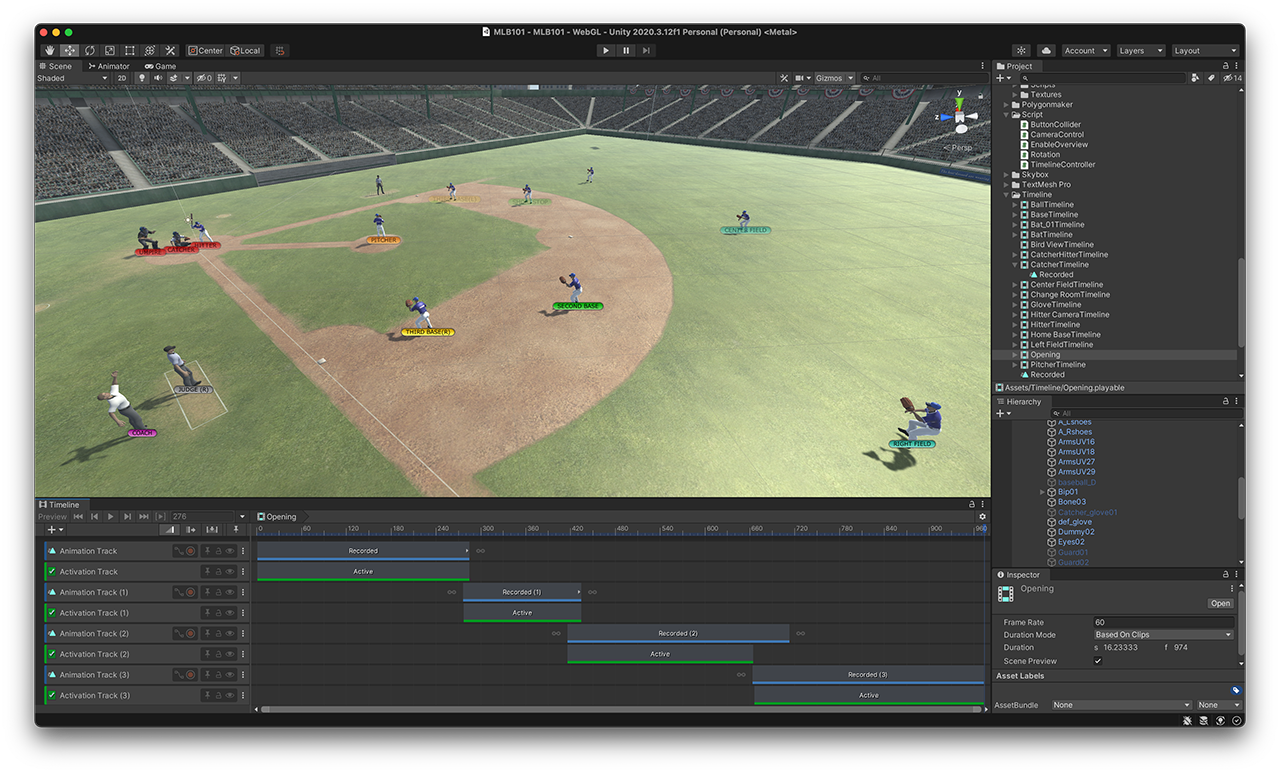 MLB101 - MLB101 - WebGL - Unity 2020.3.12f1 Personal (Personal) <Metal>
Center Local
Account Layers Layout
Scene Animator Game
Shaded 2D 0 Gizmos All
y
z
Persp
SHORT STOP
CENTER FIELD
PITCHER
UMPIRE CATCHER HITTER
SECOND BASE
THIRD BASE(R)
JUDGE (R)
COACH
RIGHT FIELD
Project
14
Scripts
Textures
Polygonmaker
Script
ButtonCollider
CameraControl
EnableOverview
Rotation
TimelineController
Skybox
TextMesh Pro
Timeline
BallTimeline
BaseTimeline
Bat_01Timeline
BatTimeline
Bird ViewTimeline
CatcherHitterTimeline
CatcherTimeline
Recorded
Center FieldTimeline
Change RoomTimeline
GloveTimeline
Hitter CameraTimeline
HitterTimeline
Home BaseTimeline
Left FieldTimeline
Opening
PitcherTimeline
Recorded
Assets/Timeline/Opening.playable
Hierarchy
All
A_Lshoes
A_Rshoes
ArmsUV16
ArmsUV18
ArmsUV27
ArmsUV29
baseball_D
Bip01
Bone03
Catcher_glove01
def_glove
Dummy02
Eyes02
Guard01
Guard02
Inspector
Opening
Open
Frame Rate 60
Duration Mode Based On Clips
Duration s 16.23333 f 974
Scene Preview
Asset Labels
AssetBundle None None
Timeline
Preview 276 Opening
0 60 120 180 240 300 360 420 480 540 600 660 720 780 840 900 960
Animation Track Recorded
Activation Track Active
Animation Track (1) Recorded (1)
Activation Track (1) Active
Animation Track (2) Recorded (2)
Activation Track (2) Active
Animation Track (3) Recorded (3)
Activation Track (3) Active